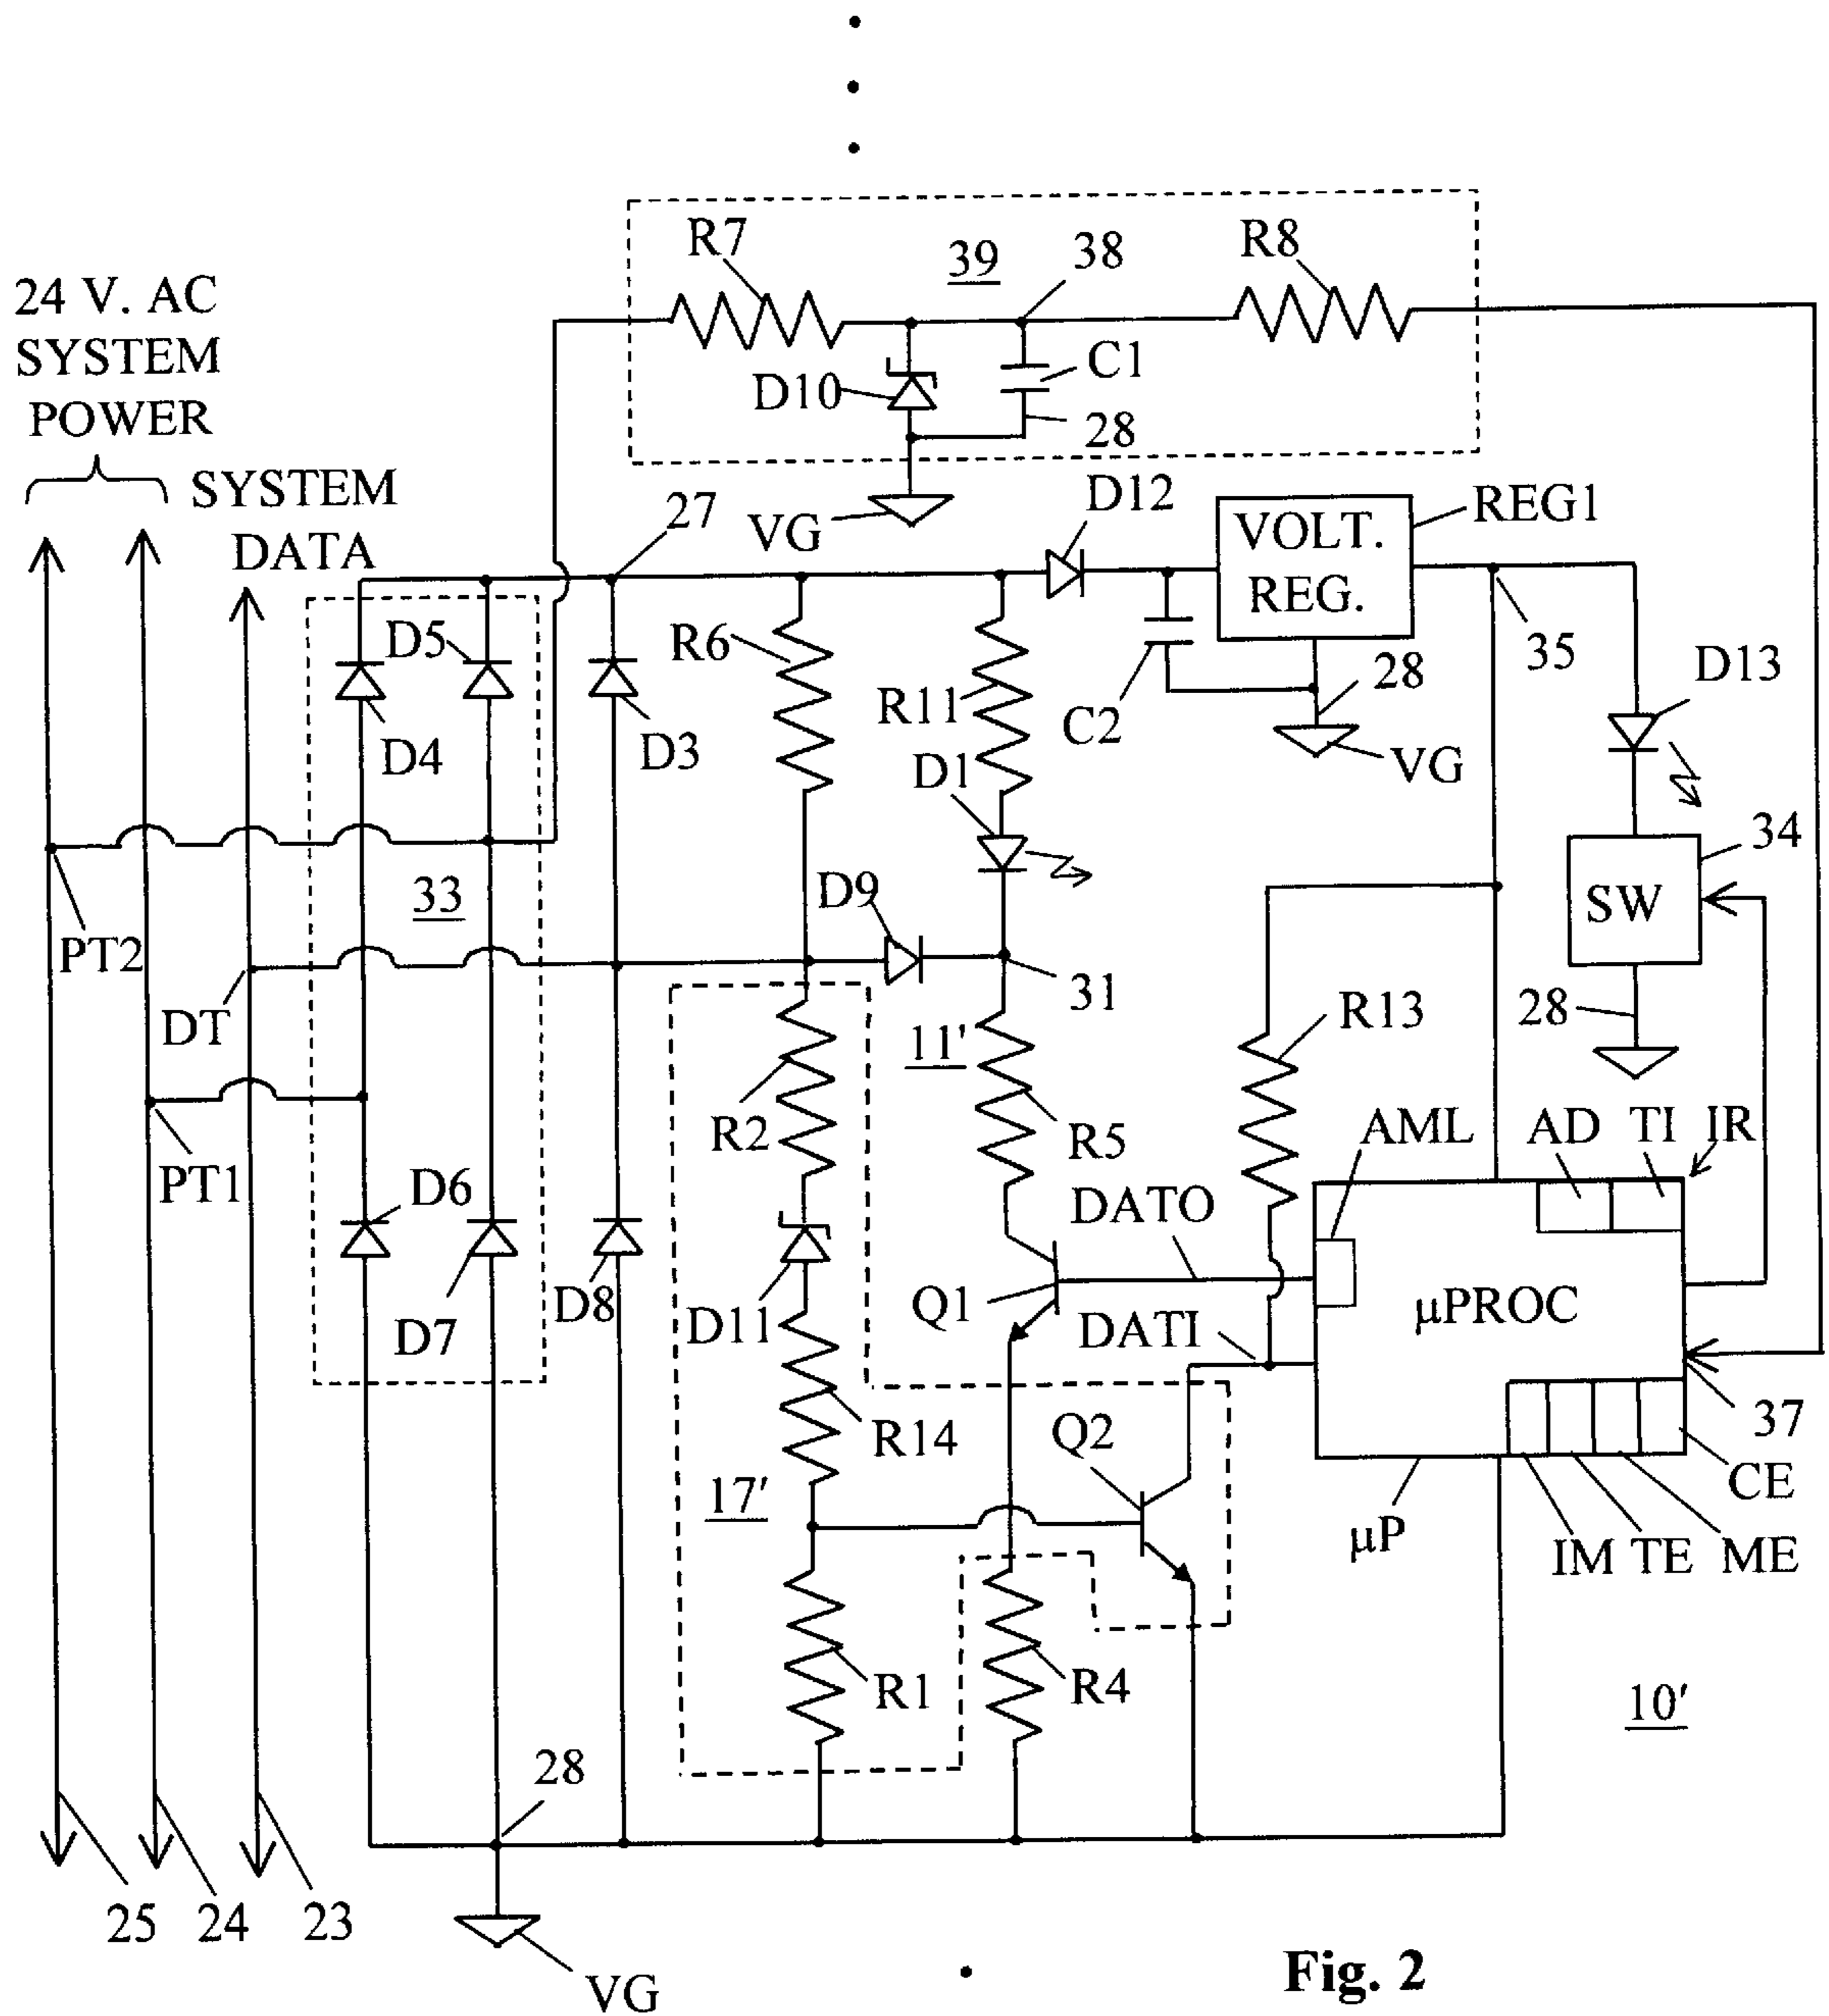 R7
39
38
R8
24 V. AC
SYSTEM
POWER
C1
D10
28
SYSTEM
DATA
27
VG
D12
VOLT.
REG.
REG1
35
D5
R6
R11
C2
28
D13
D4
D3
D1
VG
34
33
D9
SW
PT2
DT
31
28
R13
11'
R2
R5
AML
AD
TI
IR
PT1
D6
DATO
µPROC
D7
D8
D11
Q1
DATI
37
R14
Q2
CE
17'
µP
IM
TE
ME
R1
R4
10'
28
25
24
23
VG
Fig. 2